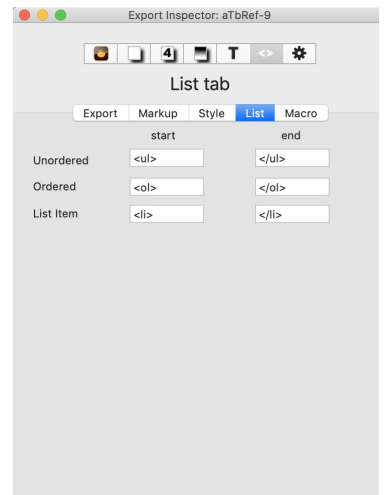 Export Inspector: aTbRef-9
4 T <>
List tab
Export Markup Style List Macro
start end
Unordered <ul> </ul>
Ordered <ol> </ol>
List Item <li> </li>